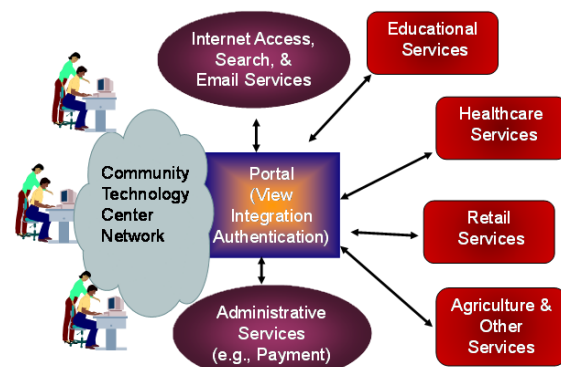 Internet Access,
Search, &
Email Services
Educational
Services
Healthcare
Services
Community
Technology
Center
Network
Portal
(View
Integration
Authentication)
Retail
Services
Administrative
Services
(e.g., Payment)
Agriculture &
Other
Services